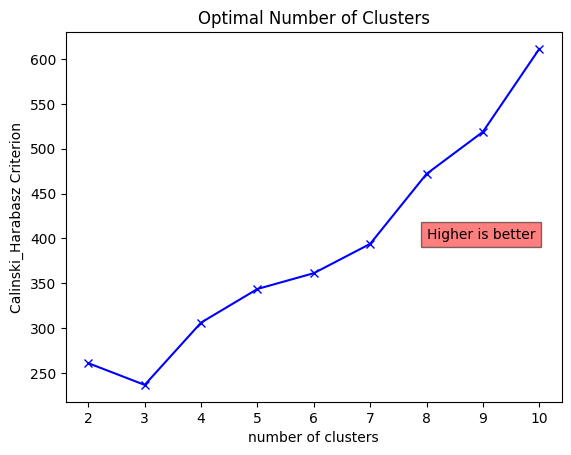 Optimal Number of Clusters
Calinski_Harabasz Criterion
600
550
500
450
400
350
300
250
Higher is better
2 3 4 5 6 7 8 9 10
number of clusters